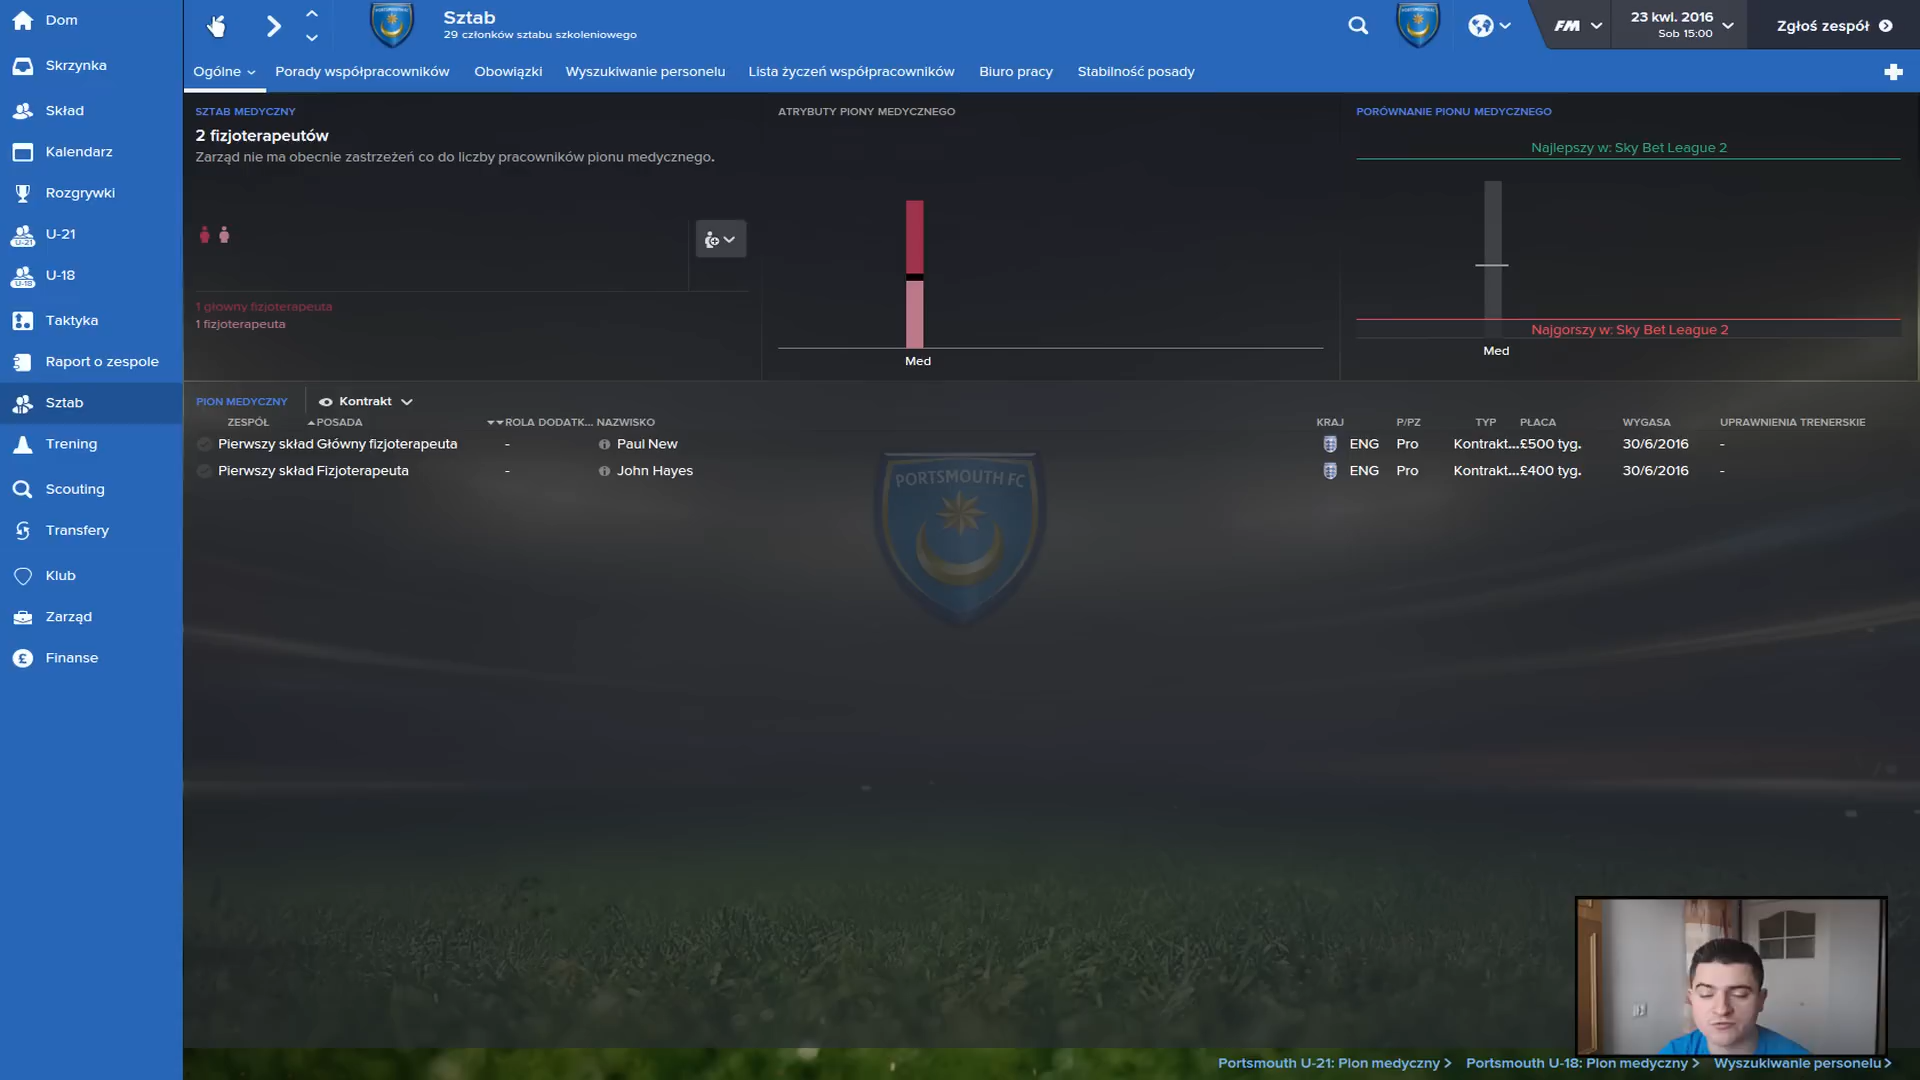 Dom
Skrzynka
Skład
Kalendarz
Rozgrywki
U-21
U-18
Taktyka
Raport o zespole
Sztab
Trening
Scouting
Transfery
Klub
Zarząd
Finanse
Sztab
29 członków sztabu szkoleniowego
FM
23 kwl. 2016
Sob 15:00
Zgłoś zespół
Ogólne
Porady współpracowników
Obowiązki
Wyszukiwanie personelu
Lista życzeń współpracowników
Biuro pracy
Stabilność posady
SZTAB MEDYCZNY
2 fizjoterapeutów
Zarząd nie ma obecnie zastrzeżeń co do liczby pracowników pionu medycznego.
1 głowny fizjoterapeuta
1 fizjoterapeuta
ATRYBUTY PIONY MEDYCZNEGO
Med
PORÓWNANIE PIONU MEDYCZNEGO
Najlepszy w: Sky Bet League 2
Najgorszy w: Sky Bet League 2
Med
PION MEDYCZNY Kontrakt
ZESPÓŁ POSADA ROLA DODATK... NAZWISKO KRAJ P/PZ TYP PŁACA WYGASA UPRAWNIENIA TRENERSKIE
Pierwszy skład Główny fizjoterapeuta - Paul New ENG Pro Kontrakt... £500 tyg. 30/6/2016 -
Pierwszy skład Fizjoterapeuta - John Hayes ENG Pro Kontrakt... £400 tyg. 30/6/2016 -
PORTSMOUTH FC
Portsmouth U-21: Pion medyczny > Portsmouth U-18: Pion medyczny > Wyszukiwanie personelu >